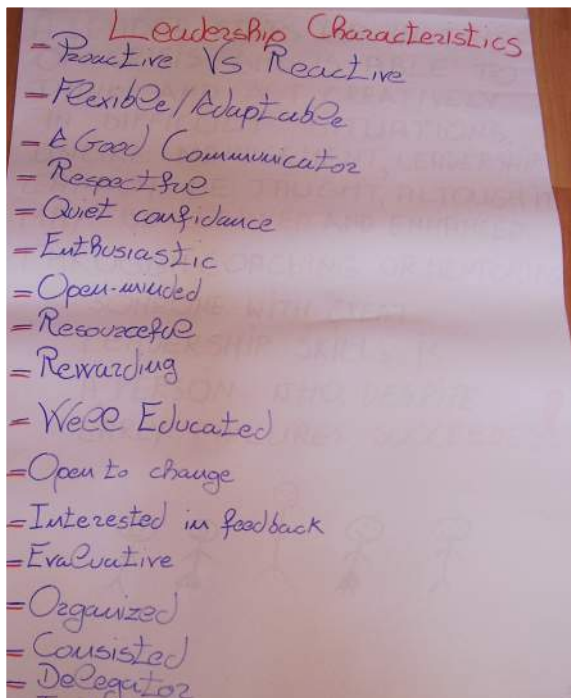 Leadership Characteristics
= Proactive Vs Reactive
= Flexible/Adaptable
= A Good Communicator
= Respectful
= Quiet confidance
= Enthusiastic
= Open-minded
= Resourceful
= Rewarding
= Well Educated
= Open to change
= Interested in feedback
= Evaluative
= Organized
= Consisted
= Delegator